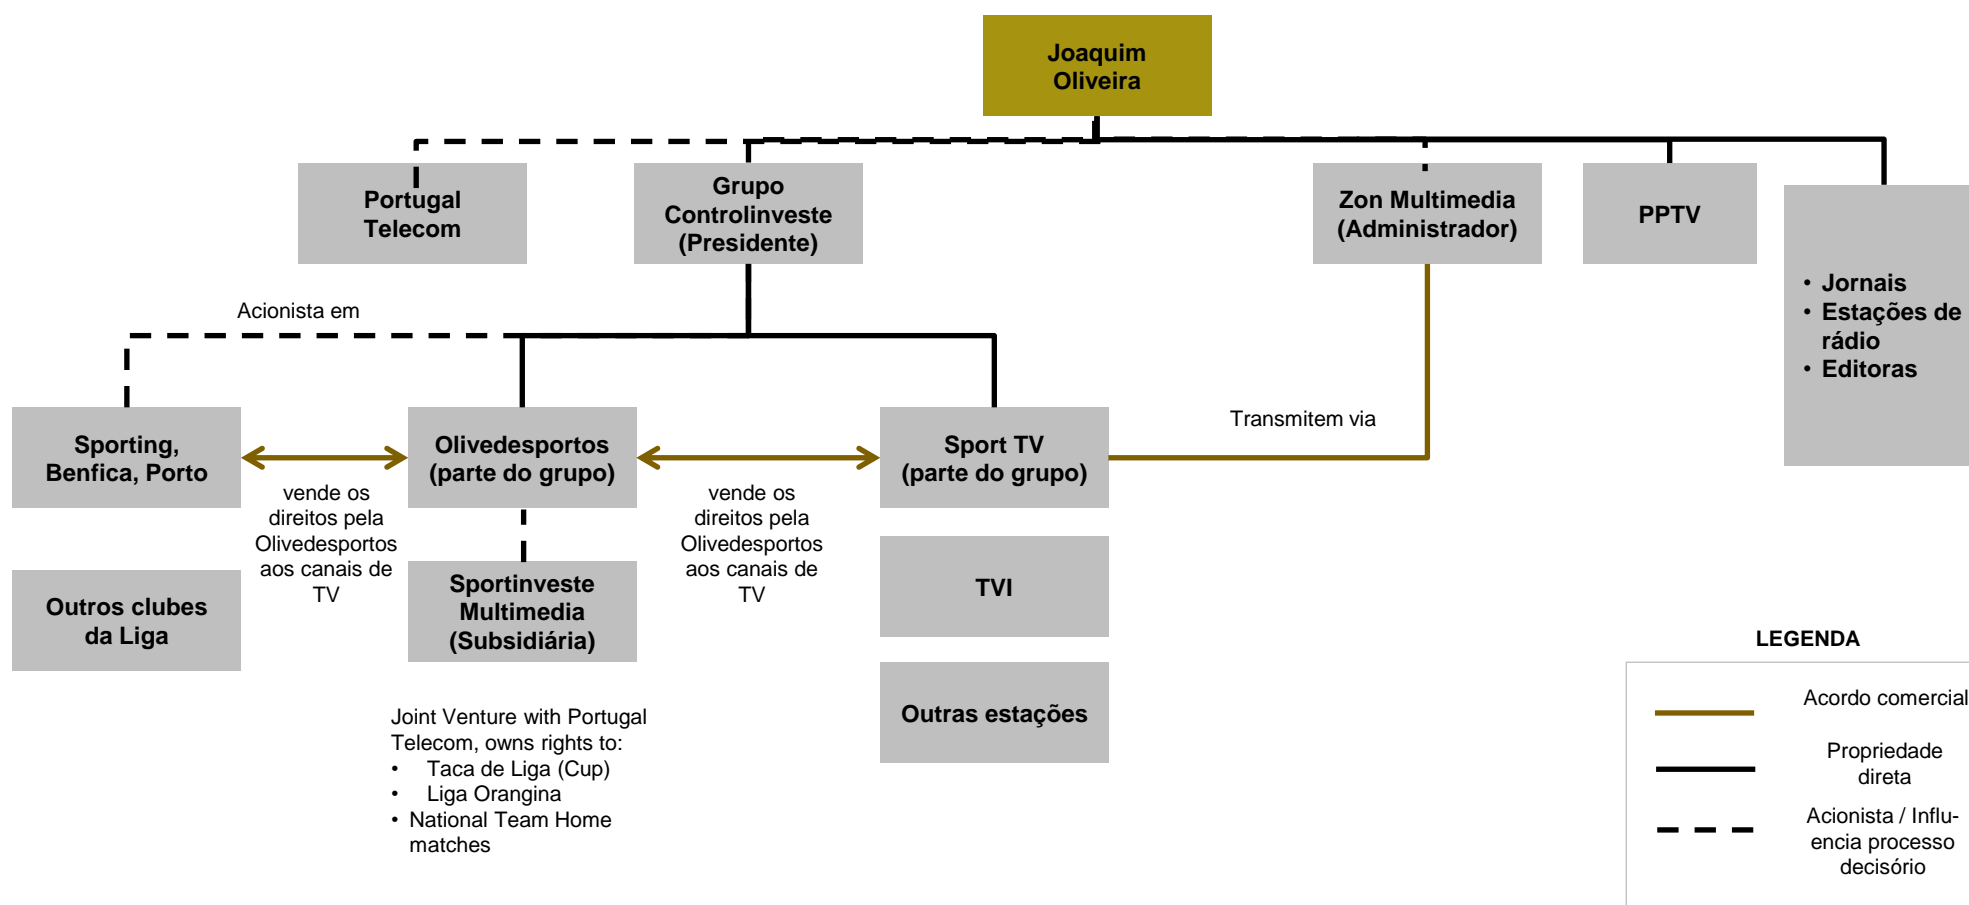 Joaquim
Oliveira
Portugal
Telecom
Grupo
Controlinveste
(Presidente)
Zon Multimedia
(Administrador)
PPTV
• Jornais
• Estações de
rádio
• Editoras
Acionista em
Sporting,
Benfica, Porto
Olivedesportos
(parte do grupo)
Sport TV
(parte do grupo)
Transmitem via
vende os
direitos pela
Olivedesportos
aos canais de
TV
vende os
direitos pela
Olivedesportos
aos canais de
TV
Outros clubes
da Liga
Sportinveste
Multimedia
(Subsidiária)
TVI
Outras estações
Joint Venture with Portugal
Telecom, owns rights to:
• Taca de Liga (Cup)
• Liga Orangina
• National Team Home
matches
LEGENDA
Acordo comercial
Propriedade
direta
Acionista / Influ-
encia processo
decisório